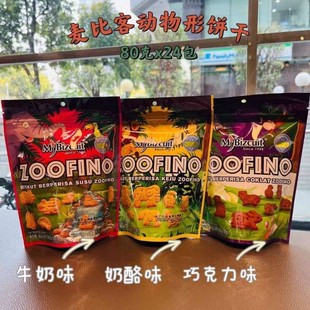 麦比客动物形饼干
80克x24包
MyBizcuit
ZOOFINO
BISKUT BERPERISA SUSU ZOOFINO
MyBizcuit
ZOOFINO
BERPERISA KEJU ZOOFINO
MyBizcuit
OOFINO
BERPERISA COKLAT ZOOFINO
牛奶味
奶酪味
巧克力味